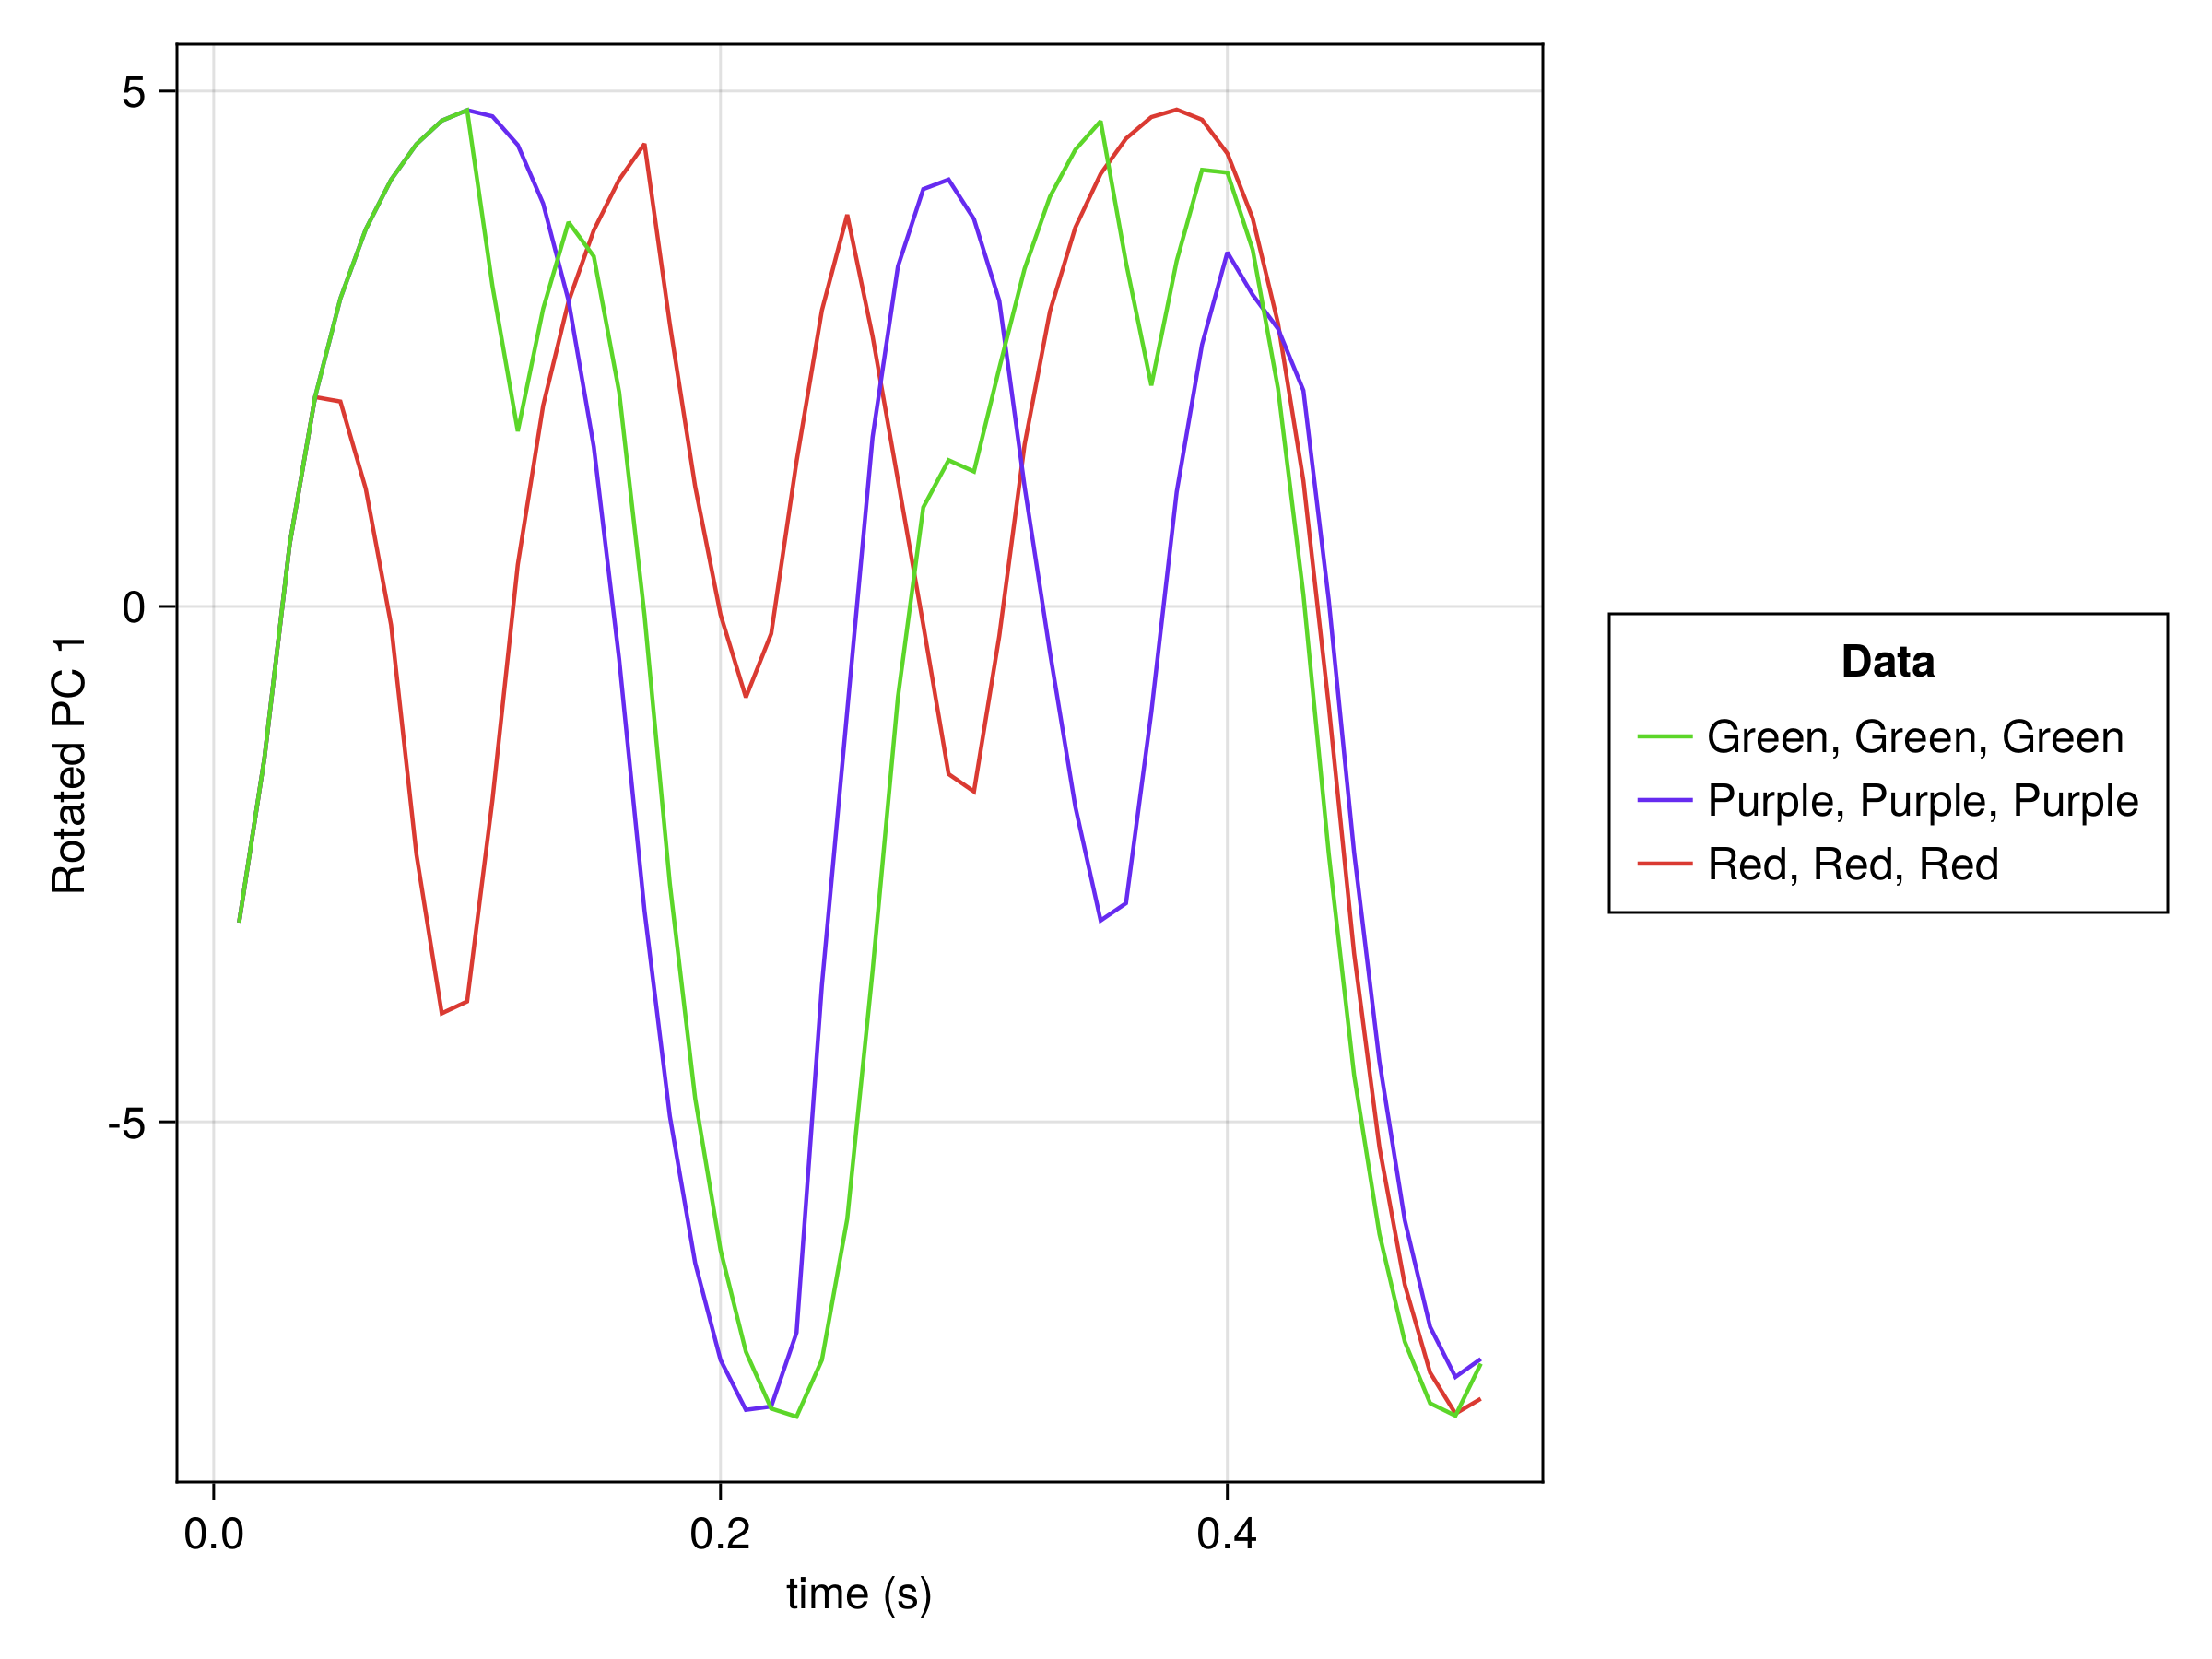 5
0
-5
Rotated PC 1
0.0 0.2 0.4
time (s)
Data
Green, Green, Green
Purple, Purple, Purple
Red, Red, Red